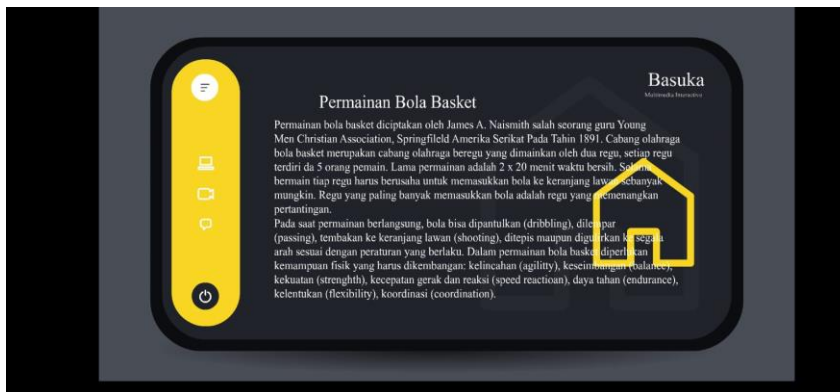 Basuka
Multimedia Interaktive
Permainan Bola Basket
Permainan bola basket diciptakan oleh James A. Naismith salah seorang guru Young
Men Christian Association, Springfileld Amerika Serikat Pada Tahin 1891. Cabang olahraga
bola basket merupakan cabang olahraga beregu yang dimainkan oleh dua regu, setiap regu
terdiri da 5 orang pemain. Lama permainan adalah 2 x 20 menit waktu bersih. Selama
bermain tiap regu harus berusaha untuk memasukkan bola ke keranjang lawan sebanyak
mungkin. Regu yang paling banyak memasukkan bola adalah regu yang memenangkan
pertantingan.
Pada saat permainan berlangsung, bola bisa dipantulkan (dribbling), dilempar
(passing), tembakan ke keranjang lawan (shooting), ditepis maupun digulirkan ke segala
arah sesuai dengan peraturan yang berlaku. Dalam permainan bola basket diperlukan
kemampuan fisik yang harus dikembangan: kelincahan (agilitty), keseimbangan (balance),
kekuatan (strenghth), kecepatan gerak dan reaksi (speed reactioan), daya tahan (endurance),
kelentukan (flexibility), koordinasi (coordination).